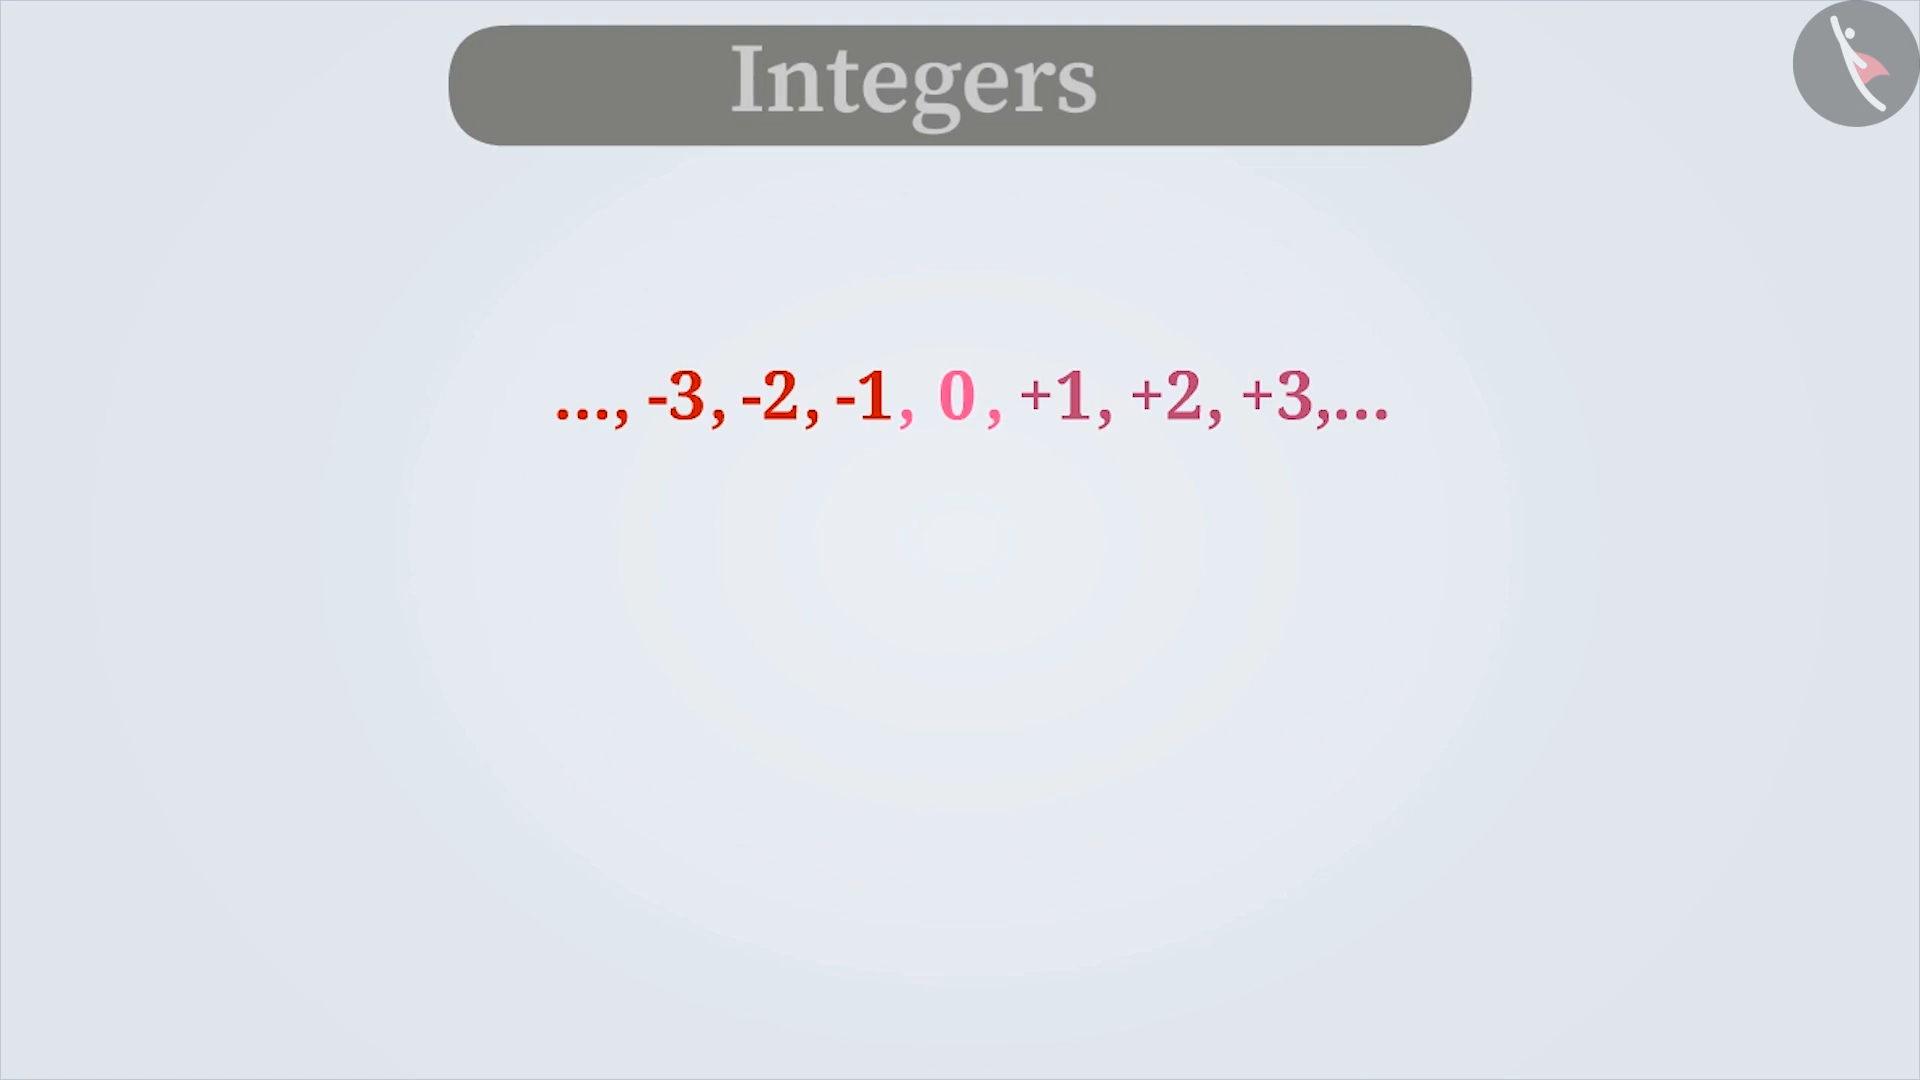 Integers
..., -3, -2, -1, 0, +1, +2, +3,...